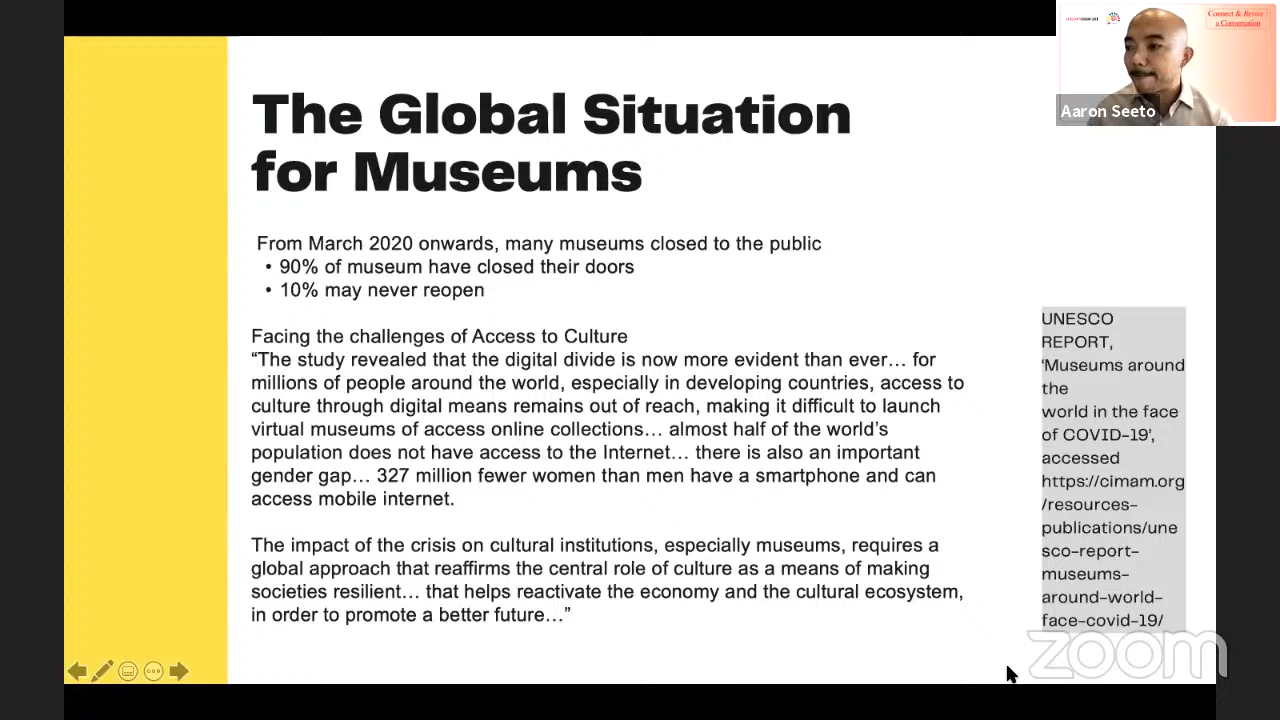 Connect & Revive :
a Conversation
Aaron Seeto
The Global Situation
for Museums
From March 2020 onwards, many museums closed to the public
• 90% of museum have closed their doors
• 10% may never reopen
Facing the challenges of Access to Culture
“The study revealed that the digital divide is now more evident than ever… for
millions of people around the world, especially in developing countries, access to
culture through digital means remains out of reach, making it difficult to launch
virtual museums of access online collections… almost half of the world’s
population does not have access to the Internet… there is also an important
gender gap… 327 million fewer women than men have a smartphone and can
access mobile internet.
The impact of the crisis on cultural institutions, especially museums, requires a
global approach that reaffirms the central role of culture as a means of making
societies resilient… that helps reactivate the economy and the cultural ecosystem,
in order to promote a better future…”
UNESCO
REPORT,
‘Museums around
the
world in the face
of COVID-19’,
accessed
https://cimam.org
/resources-
publications/une
sco-report-
museums-
around-world-
face-covid-19/
zoom